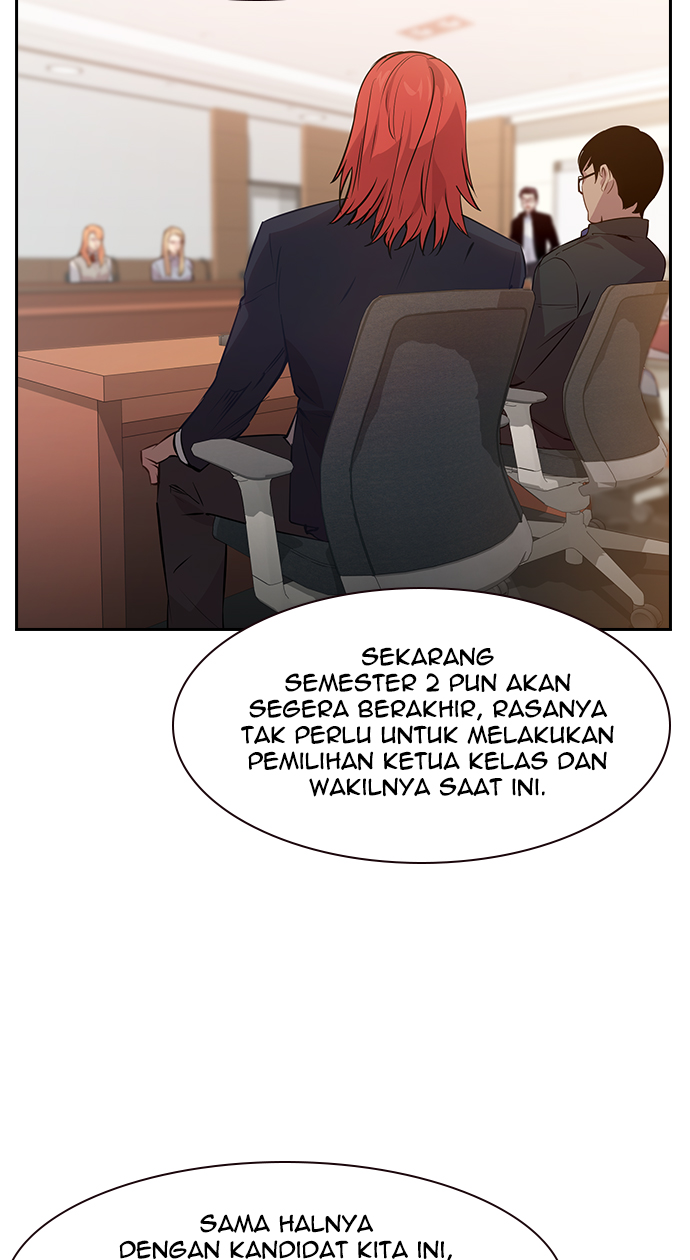 SEKARANG
SEMESTER 2 PUN AKAN
SEGERA BERAKHIR, RASANYA
TAK PERLU UNTUK MELAKUKAN
PEMILIHAN KETUA KELAS DAN
WAKILNYA SAAT INI.
SAMA HALNYA
DENGAN KANDIDAT KITA INI,